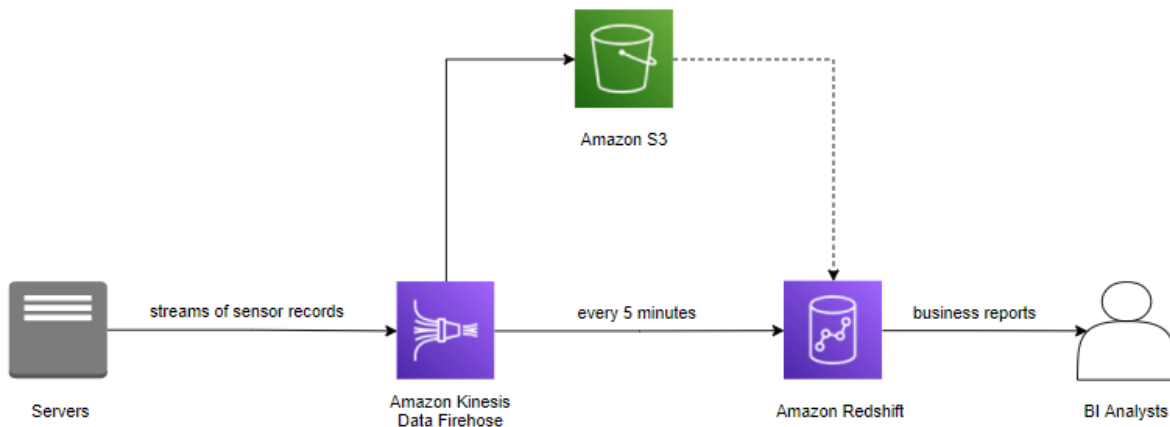 Amazon S3
streams of sensor records
every 5 minutes
business reports
Servers
Amazon Kinesis
Data Firehose
Amazon Redshift
BI Analysts